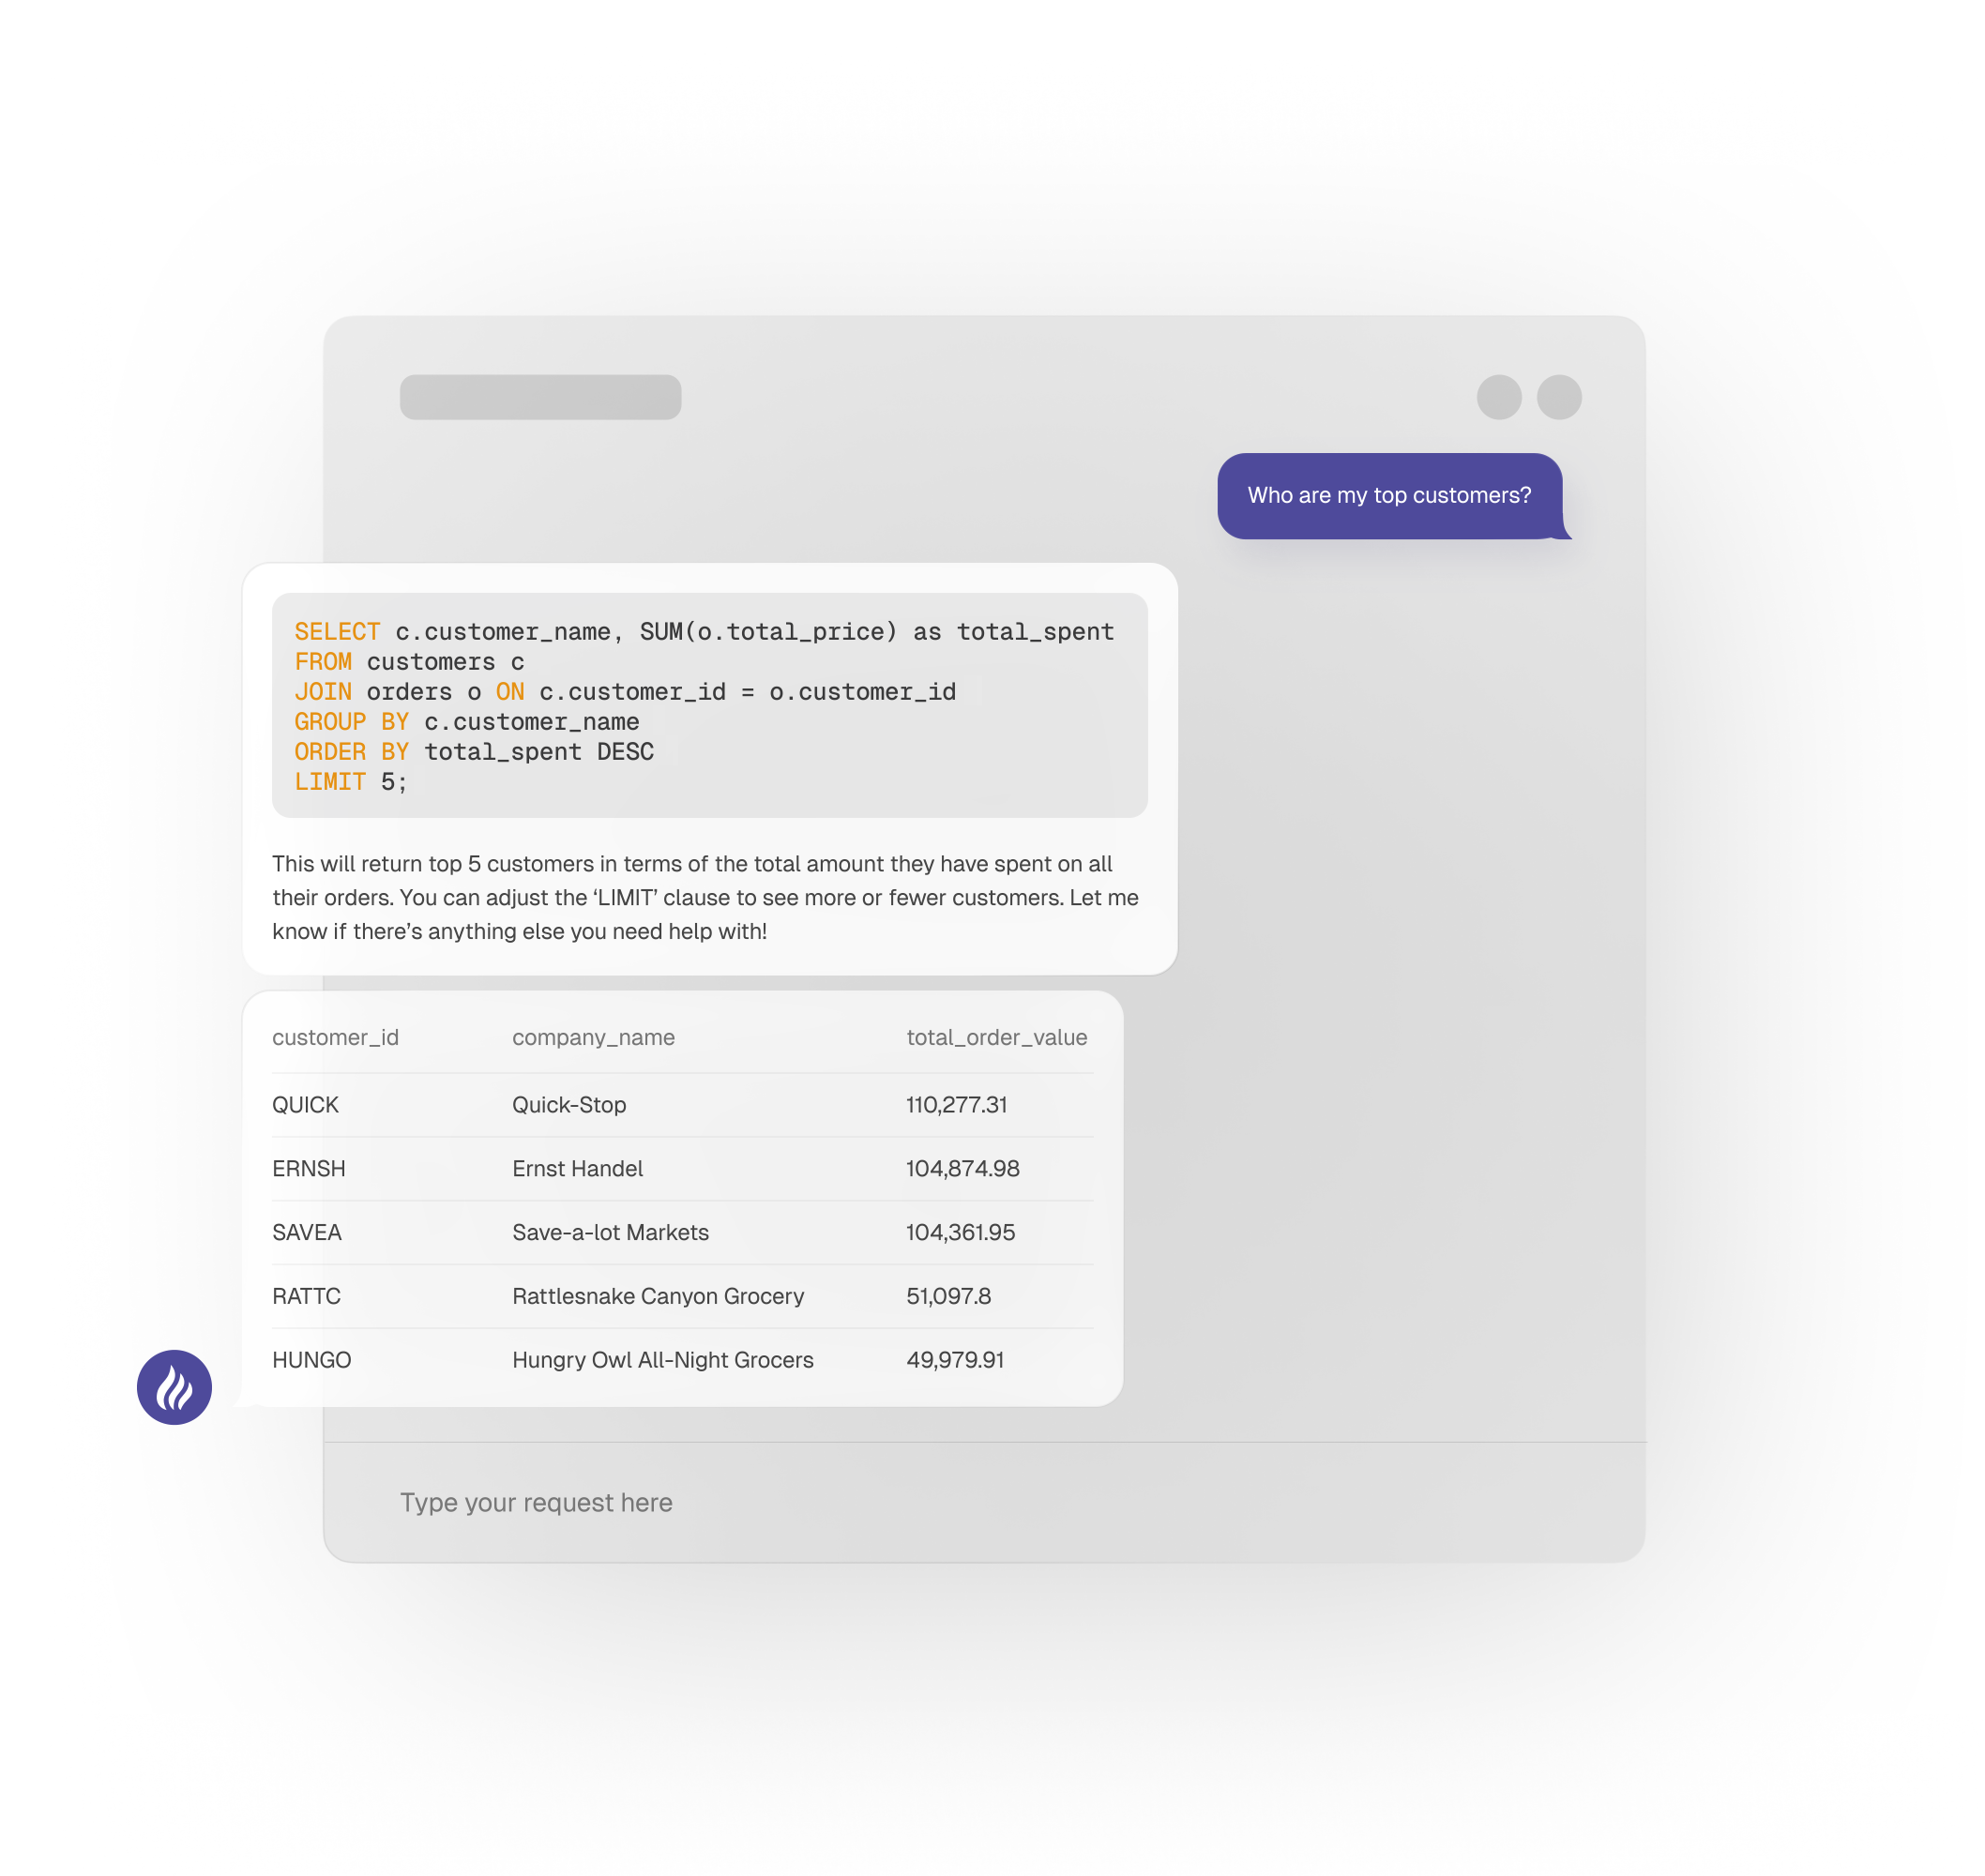 Who are my top customers?
SELECT c.customer_name, SUM(o.total_price) as total_spent
FROM customers c
JOIN orders o ON c.customer_id = o.customer_id
GROUP BY c.customer_name
ORDER BY total_spent DESC
LIMIT 5;
This will return top 5 customers in terms of the total amount they have spent on all
their orders. You can adjust the ‘LIMIT’ clause to see more or fewer customers. Let me
know if there’s anything else you need help with!
customer_id company_name total_order_value
QUICK Quick-Stop 110,277.31
ERNSH Ernst Handel 104,874.98
SAVEA Save-a-lot Markets 104,361.95
RATTC Rattlesnake Canyon Grocery 51,097.8
HUNGO Hungry Owl All-Night Grocers 49,979.91
Type your request here